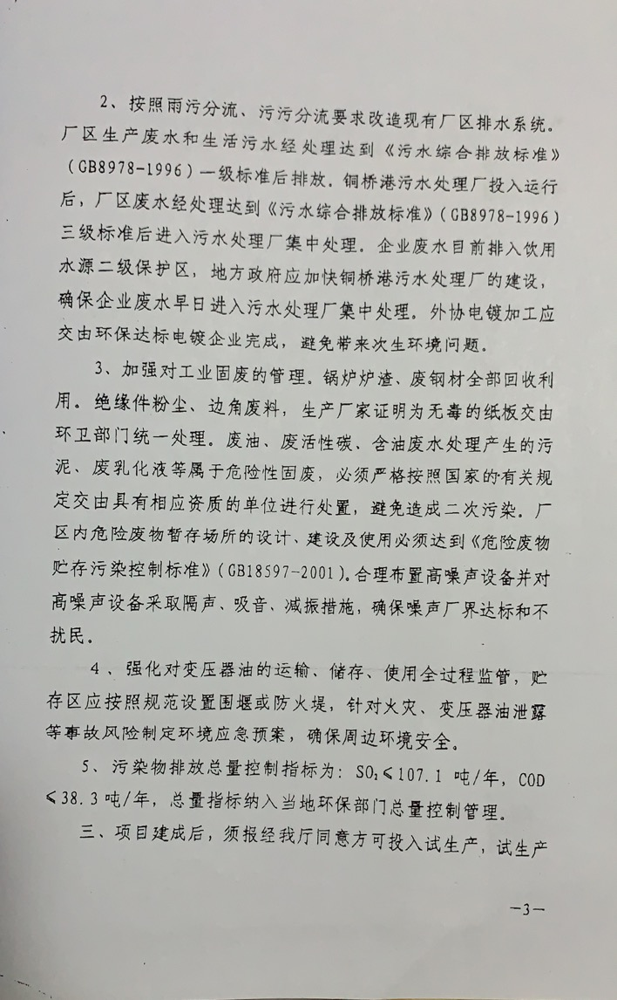 2、按照雨污分流、污污分流要求改造现有厂区排水系统。
厂区生产废水和生活污水经处理达到《污水综合排放标准》
(GB8978-1996)一级标准后排放。铜桥港污水处理厂投入运行
后，厂区废水经处理达到《污水综合排放标准》(GB8978-1996)
三级标准后进入污水处理厂集中处理。企业废水目前排入饮用
水源二级保护区，地方政府应加快铜桥港污水处理厂的建设，
确保企业废水早日进入污水处理厂集中处理。外协电镀加工应
交由环保达标电镀企业完成，避免带来次生环境问题。
3、加强对工业固废的管理。锅炉炉渣、废钢材全部回收利
用。绝缘件粉尘、边角废料，生产厂家证明为无毒的纸板交由
环卫部门统一处理。废油、废活性碳、含油废水处理产生的污
泥、废乳化液等属于危险性固废，必须严格按照国家的有关规
定交由具有相应资质的单位进行处置，避免造成二次污染。厂
区内危险废物暂存场所的设计、建设及使用必须达到《危险废物
贮存污染控制标准》(GB18597-2001)。合理布置高噪声设备并对
高噪声设备采取隔声、吸音、减振措施，确保噪声厂界达标和不
扰民。
4、强化对变压器油的运输、储存、使用全过程监管，贮
存区应按照规范设置围堰或防火堤，针对火灾、变压器油泄露
等事故风险制定环境应急预案，确保周边环境安全。
5、污染物排放总量控制指标为：SO₂≤107.1 吨/年，COD
≤38.3吨/年，总量指标纳入当地环保部门总量控制管理。
三、项目建成后，须报经我厅同意方可投入试生产，试生产
—3—